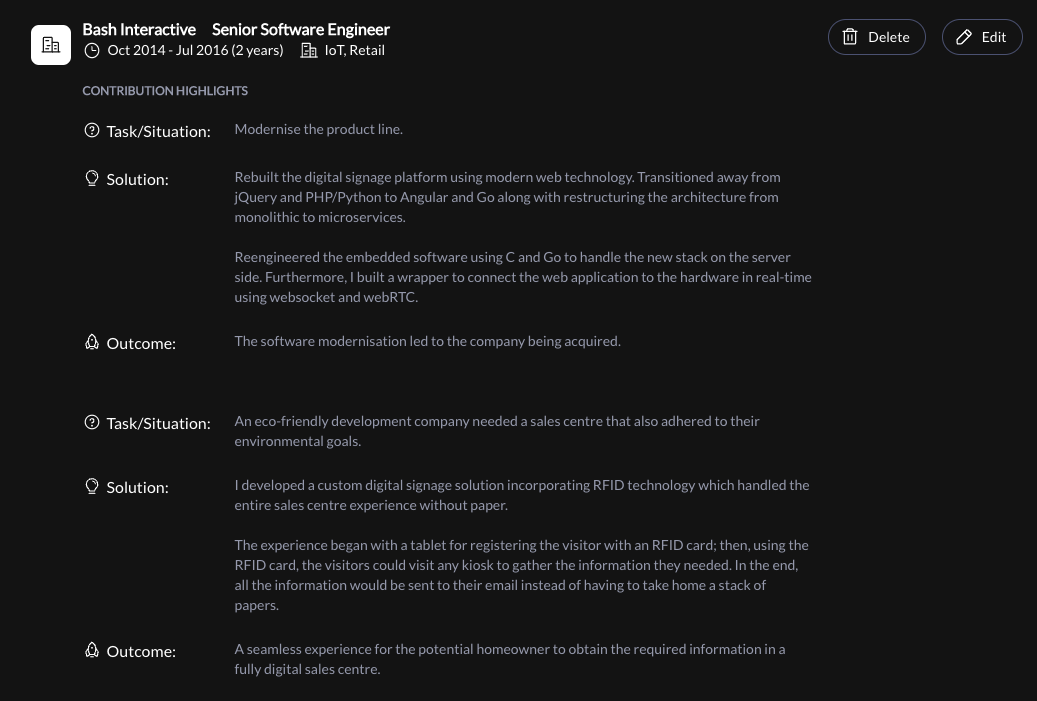 Bash Interactive Senior Software Engineer
Oct 2014 - Jul 2016 (2 years) IoT, Retail
Delete
Edit
CONTRIBUTION HIGHLIGHTS
Task/Situation: Modernise the product line.
Solution: Rebuilt the digital signage platform using modern web technology. Transitioned away from
jQuery and PHP/Python to Angular and Go along with restructuring the architecture from
monolithic to microservices.
Reengineered the embedded software using C and Go to handle the new stack on the server
side. Furthermore, I built a wrapper to connect the web application to the hardware in real-time
using websocket and webRTC.
Outcome: The software modernisation led to the company being acquired.
Task/Situation: An eco-friendly development company needed a sales centre that also adhered to their
environmental goals.
Solution: I developed a custom digital signage solution incorporating RFID technology which handled the
entire sales centre experience without paper.
The experience began with a tablet for registering the visitor with an RFID card; then, using the
RFID card, the visitors could visit any kiosk to gather the information they needed. In the end,
all the information would be sent to their email instead of having to take home a stack of
papers.
Outcome: A seamless experience for the potential homeowner to obtain the required information in a
fully digital sales centre.